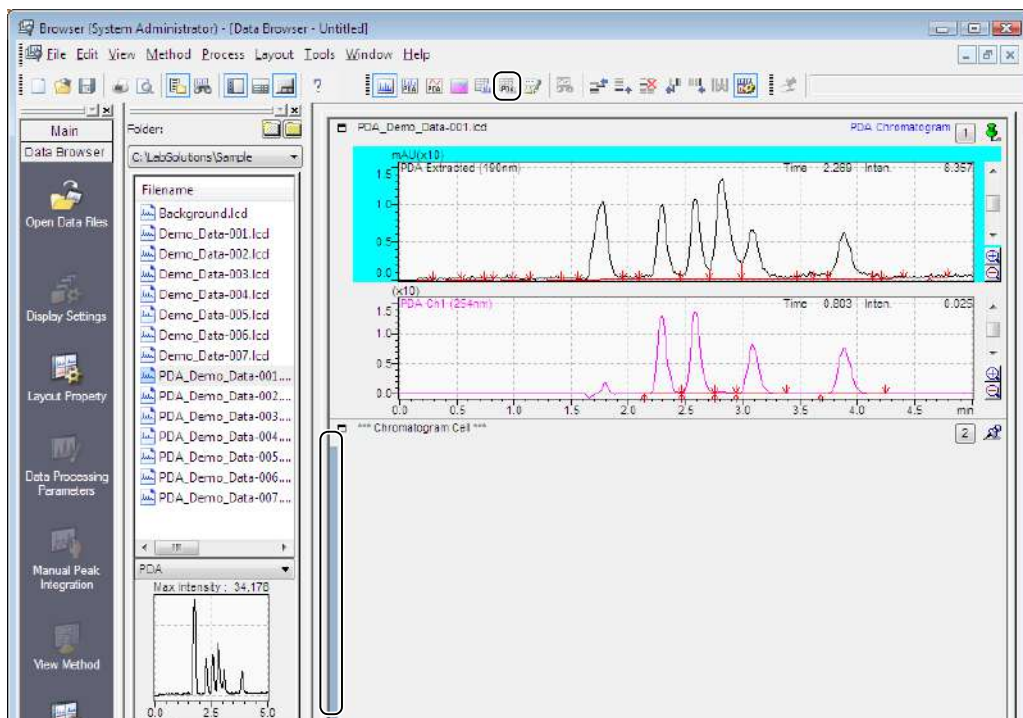 Browser (System Administrator) - [Data Browser - Untitled]
File Edit View Method Process Layout Tools Window Help
Main
Data Browser
Open Data Files
Display Settings
Layout Property
Data Processing
Parameters
Manual Peak
Integration
View Method
Folder:
C:\LabSolutions\Sample
Filename
Background.lcd
Demo_Data-001.lcd
Demo_Data-002.lcd
Demo_Data-003.lcd
Demo_Data-004.lcd
Demo_Data-005.lcd
Demo_Data-006.lcd
Demo_Data-007.lcd
PDA_Demo_Data-001....
PDA_Demo_Data-002....
PDA_Demo_Data-003....
PDA_Demo_Data-004....
PDA_Demo_Data-005....
PDA_Demo_Data-006....
PDA_Demo_Data-007....
PDA
Max Intensity : 34,178
0.0 2.5 5.0
PDA_Demo_Data-001.lcd PDA Chromatogram 1
mAU(x10)
PDA Extracted (190nm) Time 2.289 Inten. 8.357
1.5
1.0
0.5
0.0
(x10)
PDA Ch1 (254nm) Time 0.803 Inten. 0.025
1.5
1.0
0.5
0.0
0.0 0.5 1.0 1.5 2.0 2.5 3.0 3.5 4.0 4.5 min
*** Chromatogram Cell *** 2